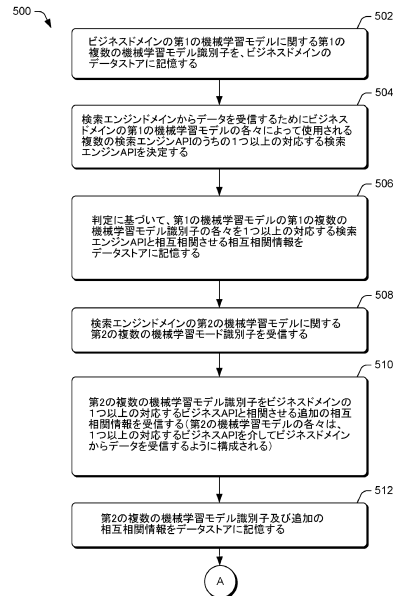 500
502
ビジネスドメインの第1の機械学習モデルに関する第1の
複数の機械学習モデル識別子を、ビジネスドメインの
データストアに記憶する
504
検索エンジンドメインからデータを受信するためにビジネス
ドメインの第1の機械学習モデルの各々によって使用される
複数の検索エンジンAPIのうちの1つ以上の対応する検索
エンジンAPIを決定する
506
判定に基づいて、第1の機械学習モデルの第1の複数の
機械学習モデル識別子の各々を1つ以上の対応する検索
エンジンAPIと相互相関させる相互相関情報を
データストアに記憶する
508
検索エンジンドメインの第2の機械学習モデルに関する
第2の複数の機械学習モード識別子を受信する
510
第2の複数の機械学習モデル識別子をビジネスドメインの
1つ以上の対応するビジネスAPIと相関させる追加の相互
相関情報を受信する(第2の機械学習モデルの各々は、
1つ以上の対応するビジネスAPIを介してビジネスドメイン
からデータを受信するように構成される)
512
第2の複数の機械学習モデル識別子及び追加の
相互相関情報をデータストアに記憶する
A